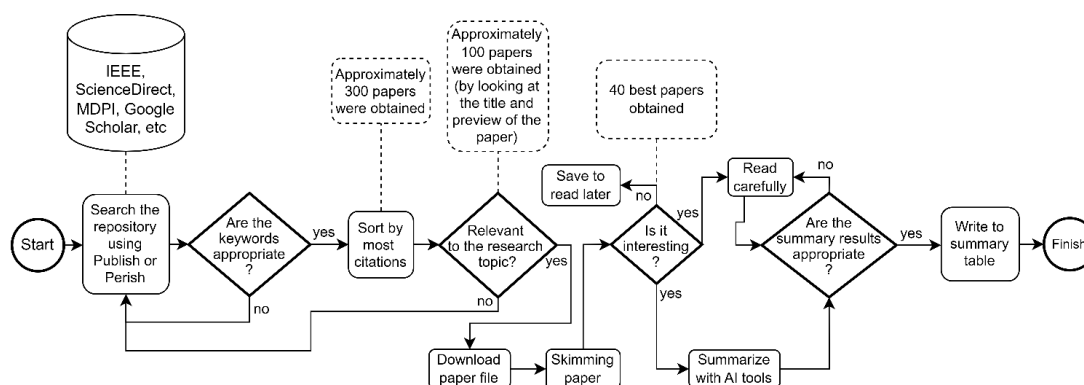 IEEE,
ScienceDirect,
MDPI, Google
Scholar, etc
Approximately
300 papers
were obtained
Approximately
100 papers
were obtained
(by looking at
the title and
preview of the
paper)
40 best papers
obtained
Start
Search the
repository
using
Publish or
Perish
Are the
keywords
appropriate
?
yes
no
Sort by
most
citations
Relevant
to the research
topic?
yes
no
Download
paper file
Skimming
paper
Is it
interesting
?
no
Save to
read later
yes
yes
Read
carefully
Summarize
with AI tools
Are the
summary results
appropriate
?
no
yes
Write to
summary
table
Finish